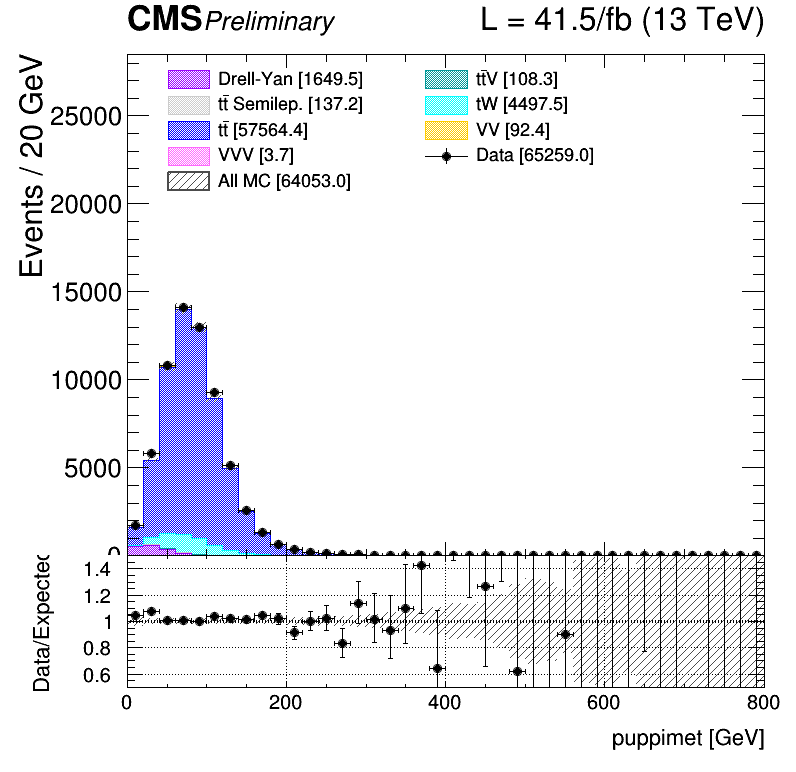 CMS Preliminary L = 41.5/fb (13 TeV)
Events / 20 GeV
25000
20000
15000
10000
5000
0
Drell-Yan [1649.5]
tt̄ Semilep. [137.2]
tt̄ [57564.4]
VVV [3.7]
All MC [64053.0]
tt̄V [108.3]
tW [4497.5]
VV [92.4]
Data [65259.0]
Data/Expected
1.4
1.2
1
0.8
0.6
0 200 400 600 800
puppimet [GeV]